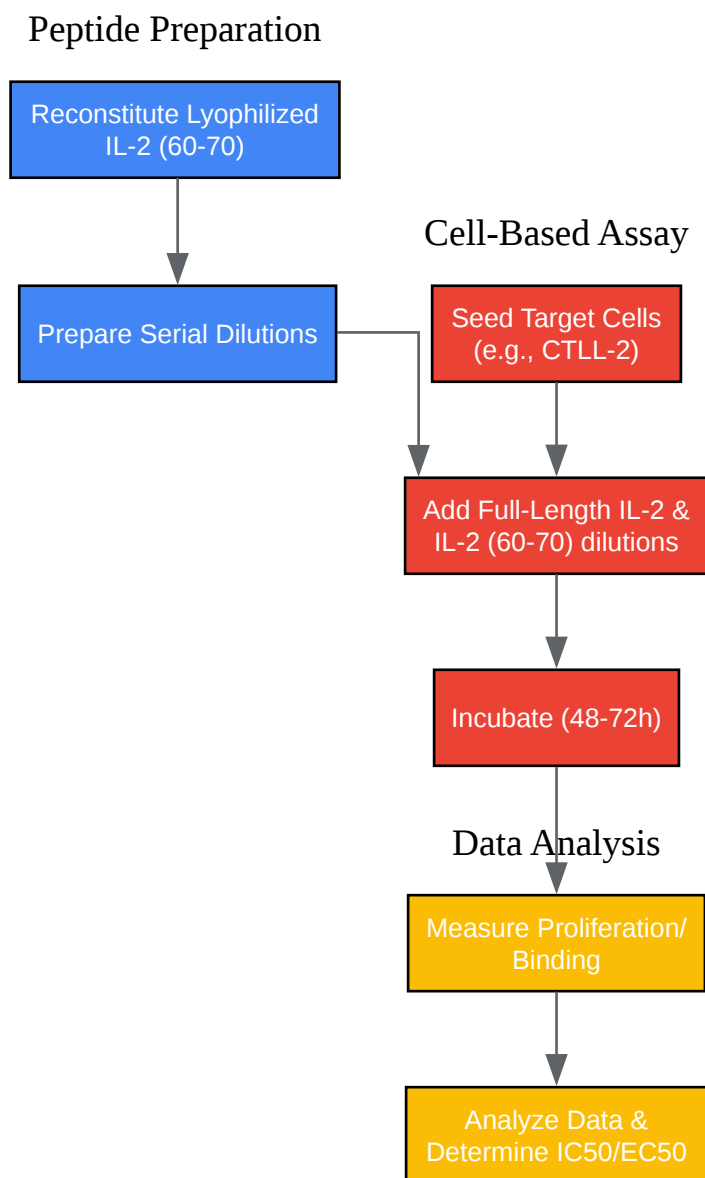 Peptide Preparation
Reconstitute Lyophilized
IL-2 (60-70)
Prepare Serial Dilutions
Cell-Based Assay
Seed Target Cells
(e.g., CTLL-2)
Add Full-Length IL-2 &
IL-2 (60-70) dilutions
Incubate (48-72h)
Data Analysis
Measure Proliferation/
Binding
Analyze Data &
Determine IC50/EC50